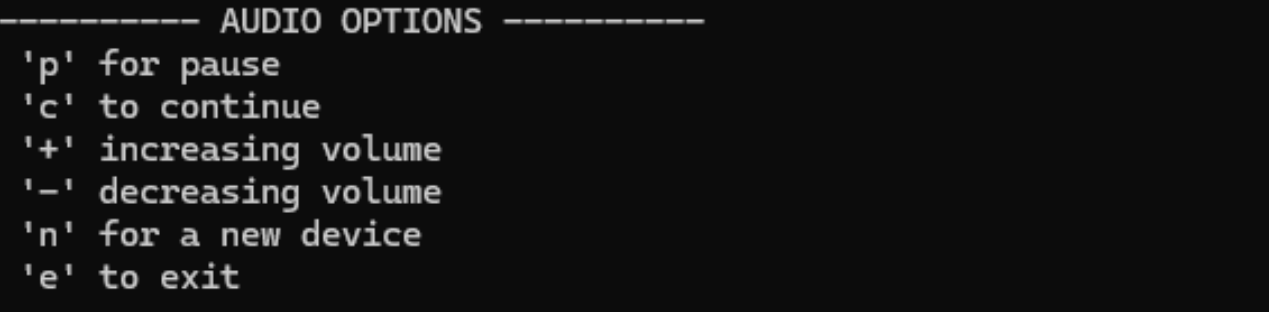 ---------- AUDIO OPTIONS ----------
'p' for pause
'c' to continue
'+' increasing volume
'-' decreasing volume
'n' for a new device
'e' to exit